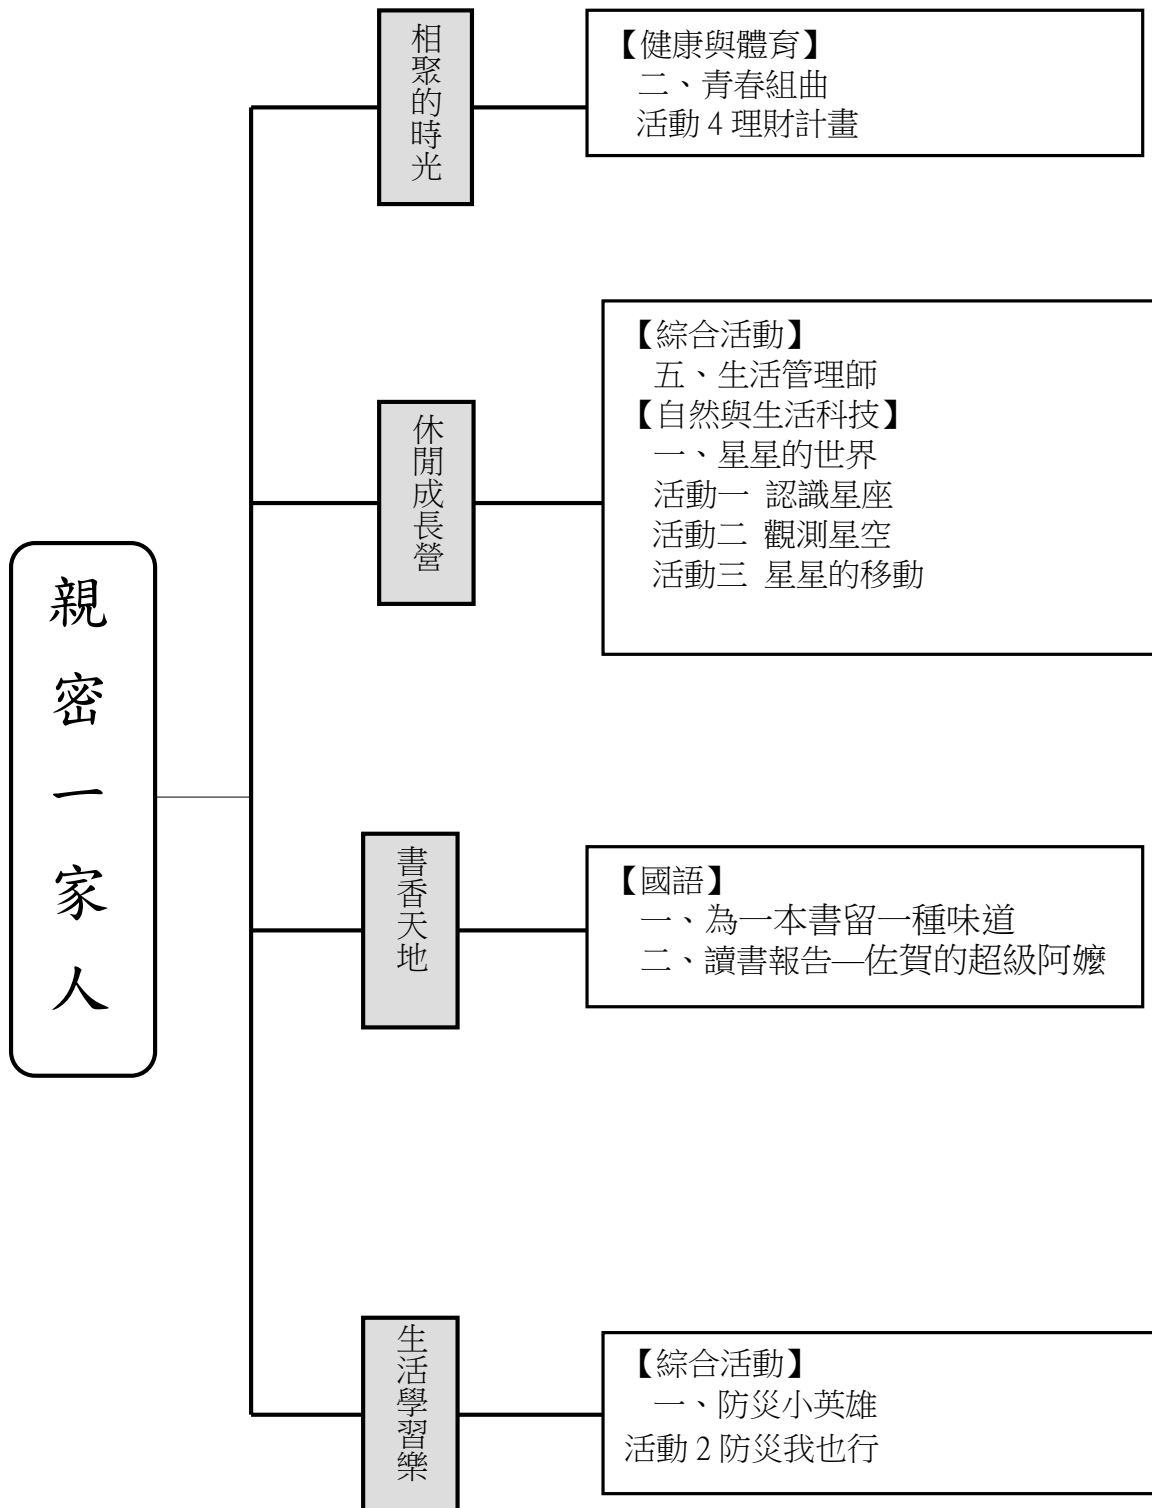 親密一家人
相聚的時光
【健康與體育】
二、青春組曲
活動 4 理財計畫
休閒成長營
【綜合活動】
五、生活管理師
【自然與生活科技】
一、星星的世界
活動一 認識星座
活動二 觀測星空
活動三 星星的移動
書香天地
【國語】
一、為一本書留一種味道
二、讀書報告—佐賀的超級阿嬤
生活學習樂
【綜合活動】
一、防災小英雄
活動 2 防災我也行